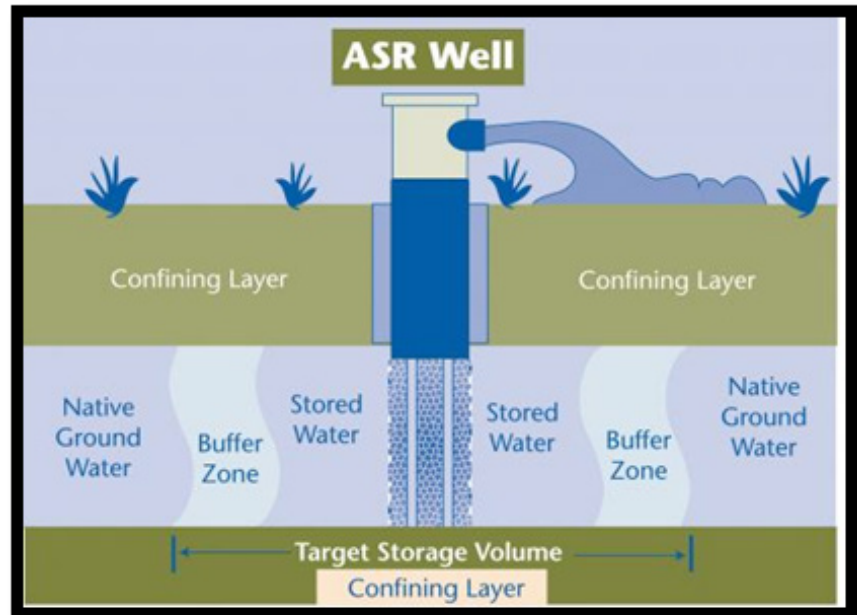 ASR Well
Confining Layer
Confining Layer
Native
Ground
Water
Buffer
Zone
Stored
Water
Stored
Water
Buffer
Zone
Native
Ground
Water
Target Storage Volume
Confining Layer